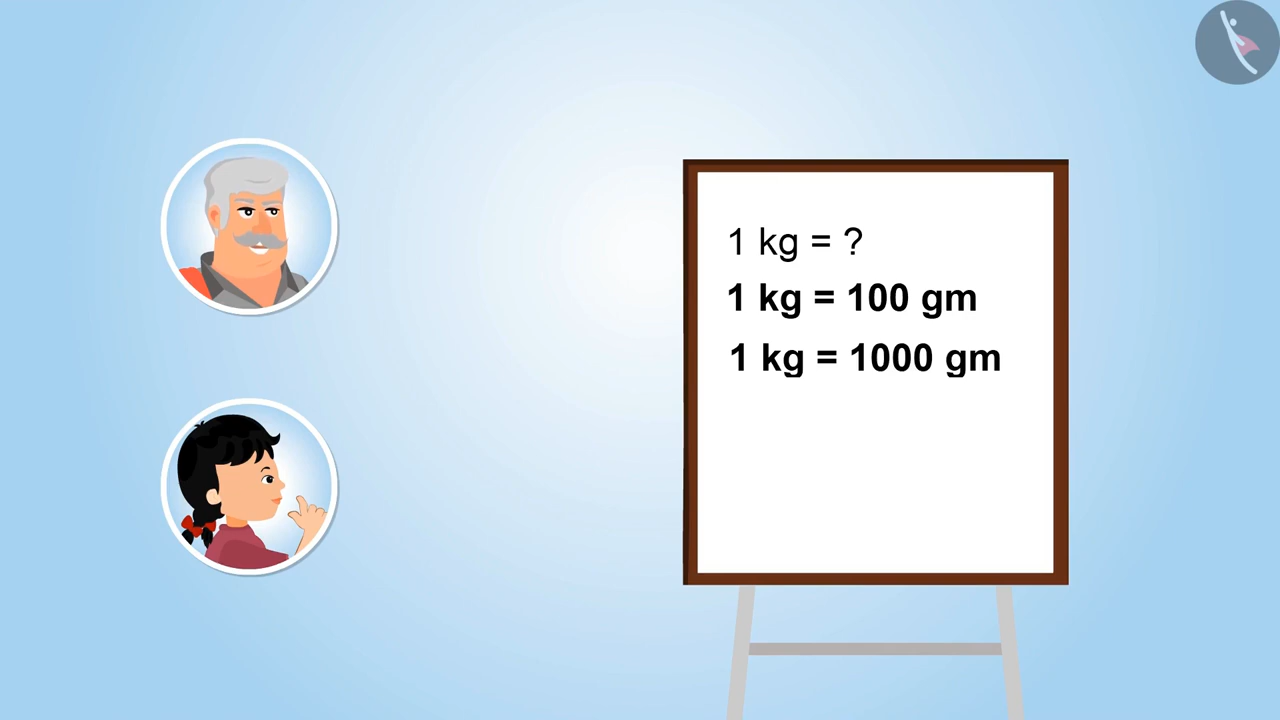 1 kg = ?
1 kg = 100 gm
1 kg = 1000 gm